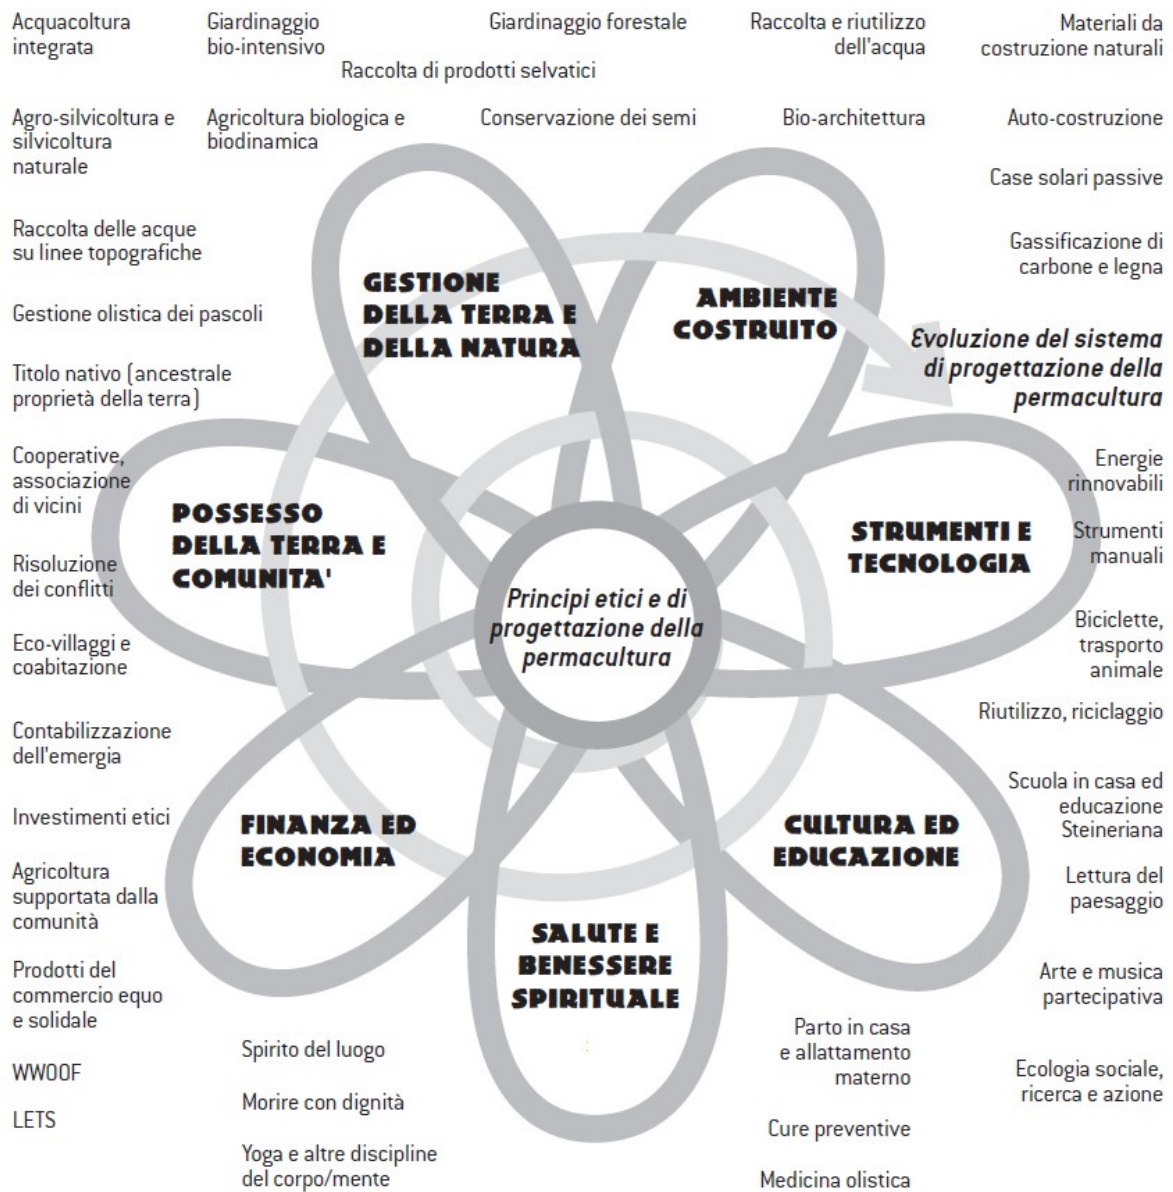 Acquacoltura
integrata
Giardinaggio
bio-intensivo
Giardinaggio forestale
Raccolta e riutilizzo
dell'acqua
Materiali da
costruzione naturali
Raccolta di prodotti selvatici
Agro-silvicoltura e
silvicoltura
naturale
Agricoltura biologica e
biodinamica
Conservazione dei semi
Bio-architettura
Auto-costruzione
Case solari passive
Raccolta delle acque
su linee topografiche
Gassificazione di
carbone e legna
GESTIONE
DELLA TERRA E
DELLA NATURA
AMBIENTE
COSTRUITO
Gestione olistica dei pascoli
Evoluzione del sistema
di progettazione della
permacultura
Titolo nativo (ancestrale
proprietà della terra)
Cooperative,
associazione
di vicini
Energie
rinnovabili
POSSESSO
DELLA TERRA E
COMUNITA'
STRUMENTI E
TECNOLOGIA
Strumenti
manuali
Risoluzione
dei conflitti
Principi etici e di
progettazione della
permacultura
Biciclette,
trasporto
animale
Eco-villaggi e
coabitazione
Riutilizzo, riciclaggio
Contabilizzazione
dell'emergia
Scuola in casa ed
educazione
Steineriana
Investimenti etici
FINANZA ED
ECONOMIA
CULTURA ED
EDUCAZIONE
Agricoltura
supportata dalla
comunità
Lettura del
paesaggio
SALUTE E
BENESSERE
SPIRITUALE
Prodotti del
commercio equo
e solidale
Arte e musica
partecipativa
Spirito del luogo
Parto in casa
e allattamento
materno
WWOOF
Ecologia sociale,
ricerca e azione
Morire con dignità
LETS
Cure preventive
Yoga e altre discipline
del corpo/mente
Medicina olistica